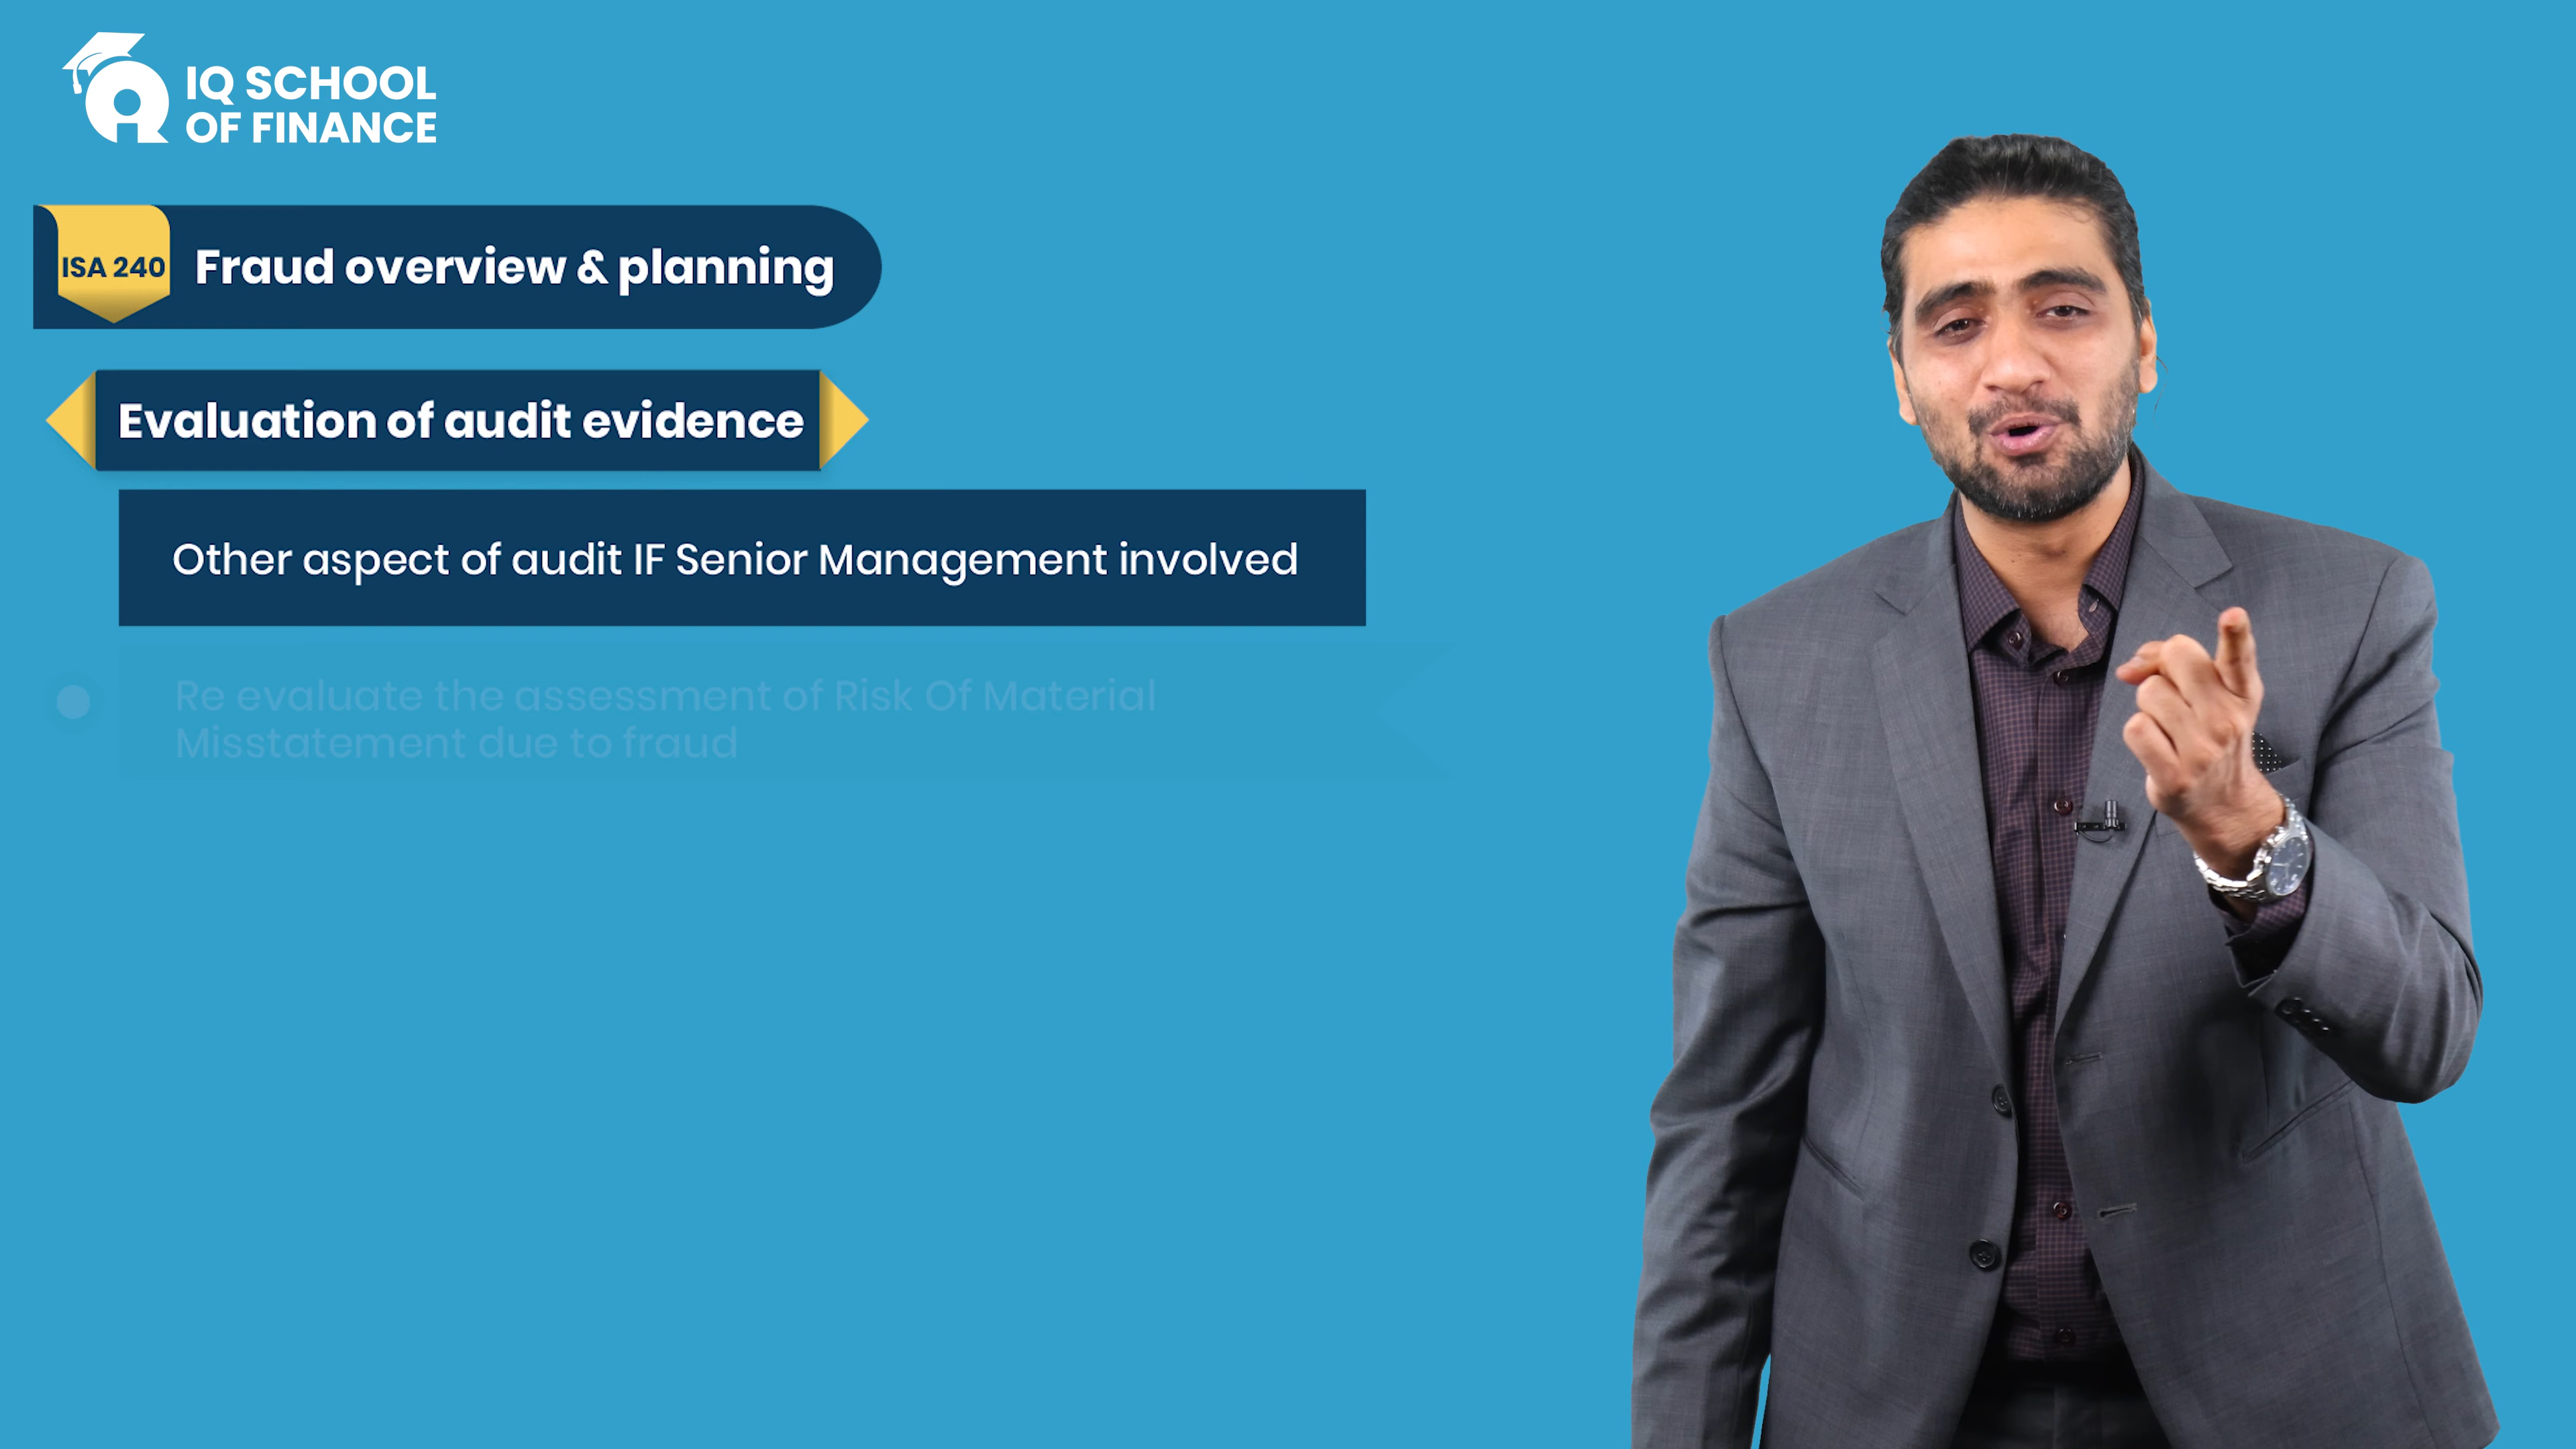 IQ SCHOOL
OF FINANCE
ISA 240
Fraud overview & planning
Evaluation of audit evidence
Other aspect of audit IF Senior Management involved
Re evaluate the assessment of Risk Of Material
Misstatement due to fraud